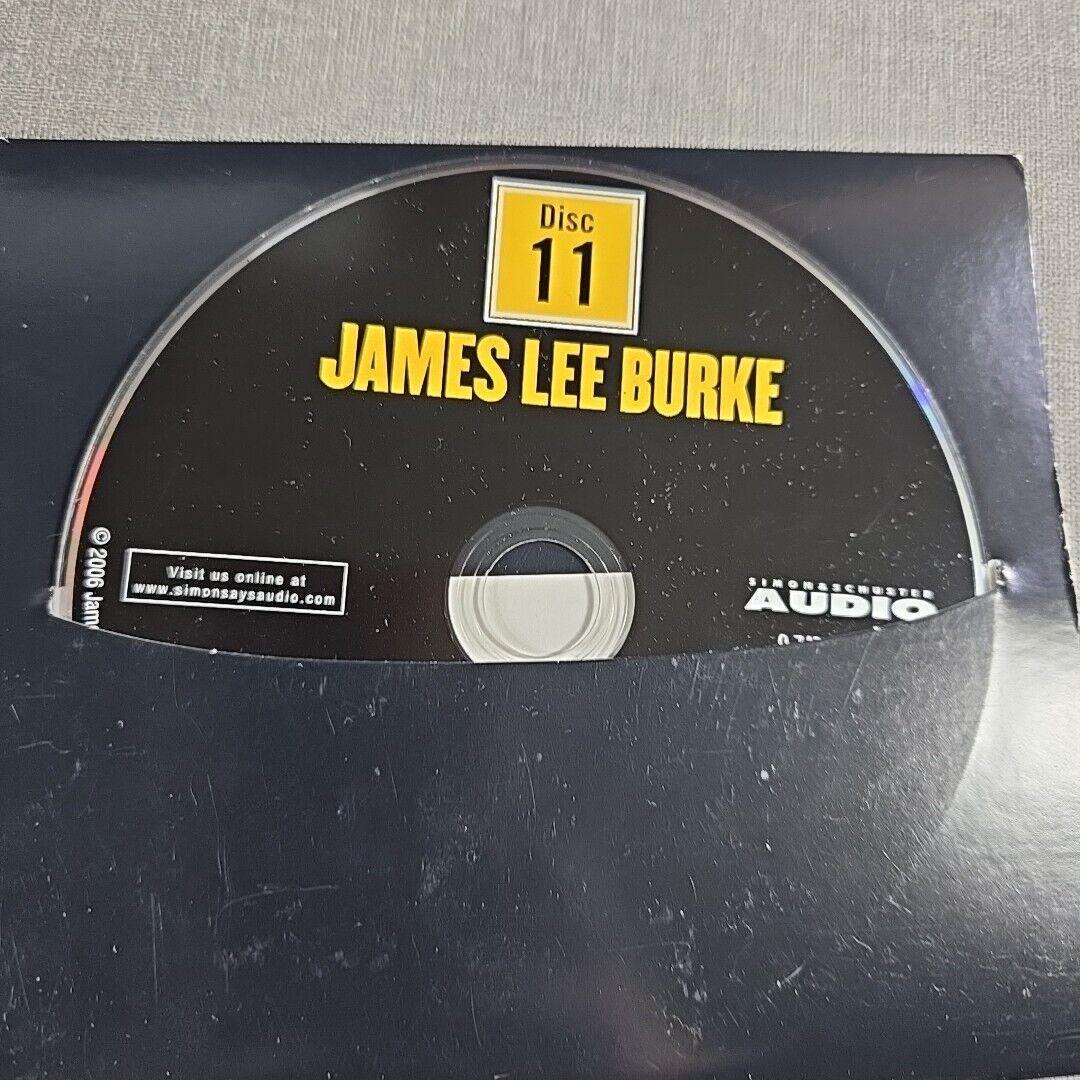 Disc
11
JAMES LEE BURKE
© 2006
Visit us online at
www.simonsaysaudio.com
SIMON&SCHUSTER
AUDIO